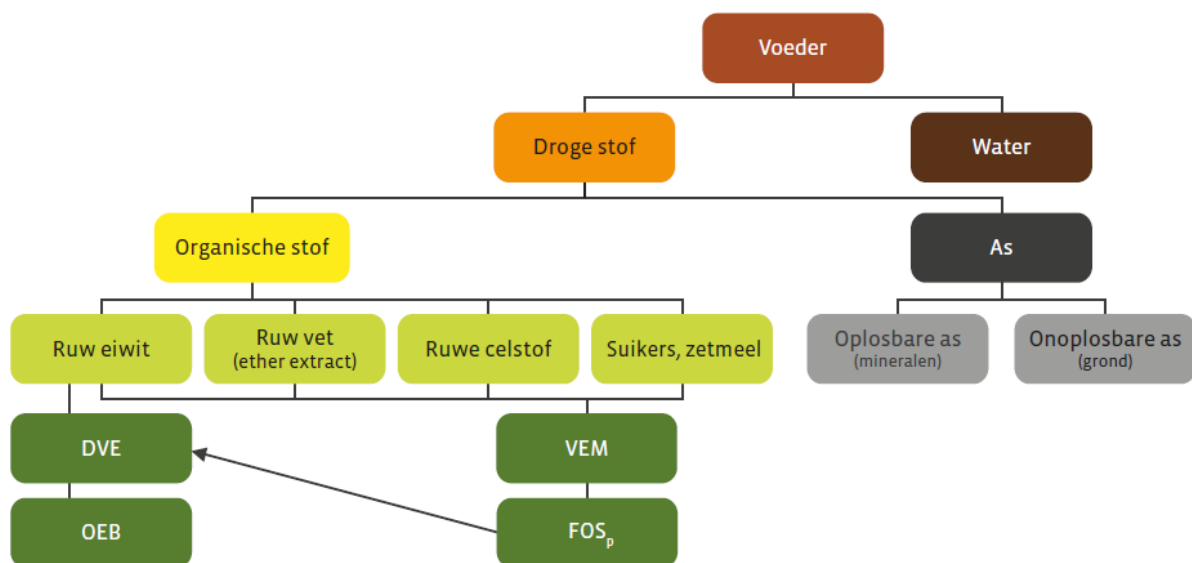 Voeder
Droge stof
Water
Organische stof
As
Ruw eiwit
Ruw vet
(ether extract)
Ruwe celstof
Suikers, zetmeel
Oplosbare as
(mineralen)
Onoplosbare as
(grond)
DVE
VEM
OEB
FOSp